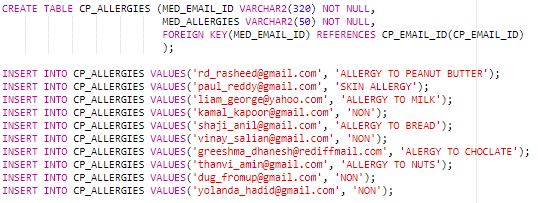 CREATE TABLE CP_ALLERGIES (MED_EMAIL_ID VARCHAR2(320) NOT NULL,
MED_ALLERGIES VARCHAR2(50) NOT NULL,
FOREIGN KEY(MED_EMAIL_ID) REFERENCES CP_EMAIL_ID(CP_EMAIL_ID)
);
INSERT INTO CP_ALLERGIES VALUES('rd_rasheed@gmail.com', 'ALLERGY TO PEANUT BUTTER');
INSERT INTO CP_ALLERGIES VALUES('paul_reddy@gmail.com', 'SKIN ALLERGY');
INSERT INTO CP_ALLERGIES VALUES('liam_george@yahoo.com', 'ALLERGY TO MILK');
INSERT INTO CP_ALLERGIES VALUES('kamal_kapoor@gmail.com', 'NON');
INSERT INTO CP_ALLERGIES VALUES('shaji_anil@gmail.com', 'ALLERGY TO BREAD');
INSERT INTO CP_ALLERGIES VALUES('vinay_salian@gmail.com', 'NON');
INSERT INTO CP_ALLERGIES VALUES('greeshma_dhanesh@rediffmail.com', 'ALERGY TO CHOCLATE');
INSERT INTO CP_ALLERGIES VALUES('thanvi_amin@gmail.com', 'ALLERGY TO NUTS');
INSERT INTO CP_ALLERGIES VALUES('dug_fromup@gmail.com', 'NON');
INSERT INTO CP_ALLERGIES VALUES('yolanda_hadid@gmail.com', 'NON');